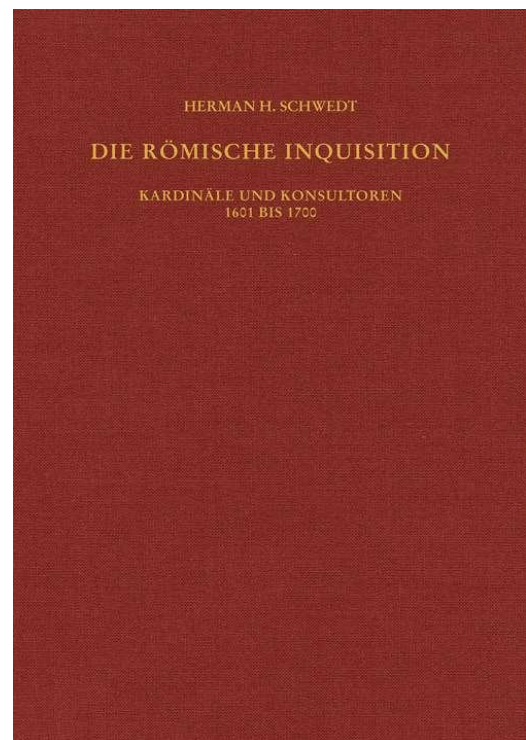 HERMAN H. SCHWEDT
DIE RÖMISCHE INQUISITION
KARDINÄLE UND KONSULTOREN
1601 BIS 1700